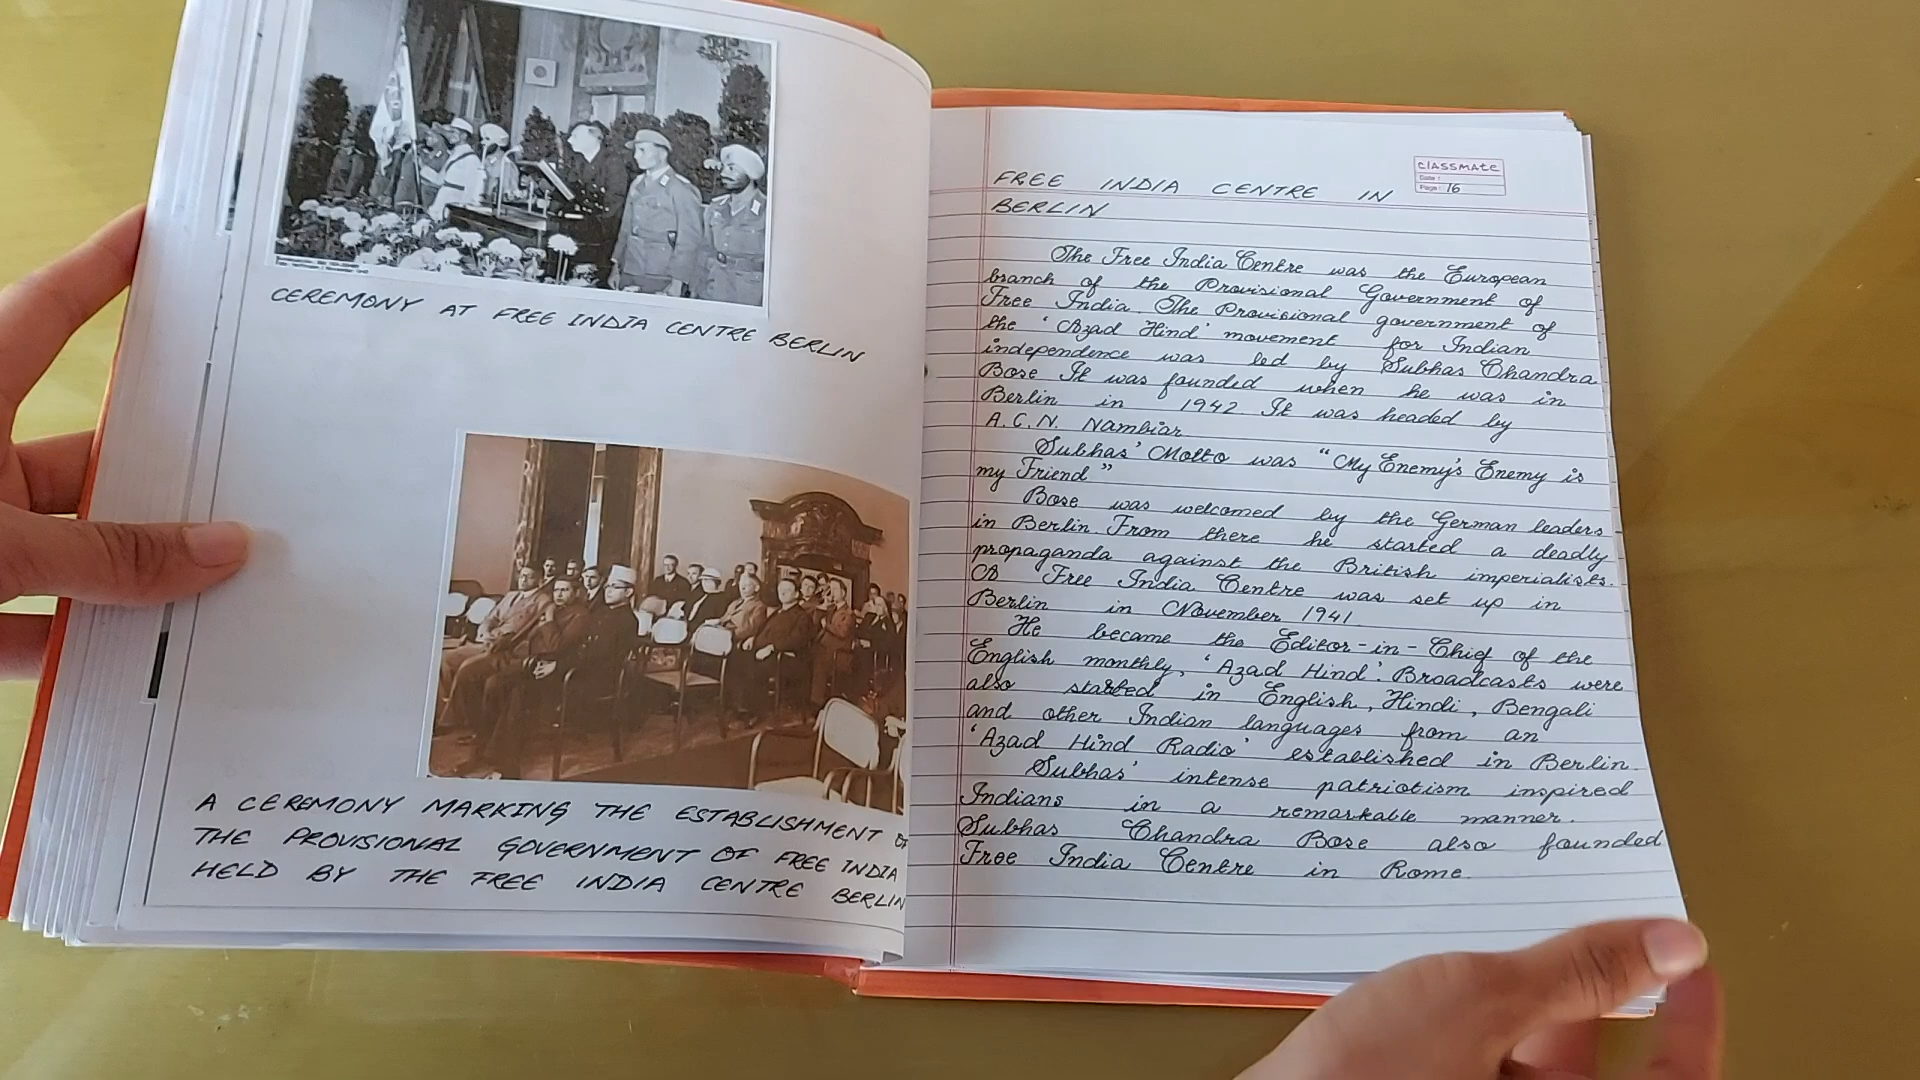 CEREMONY AT FREE INDIA CENTRE BERLIN
A CEREMONY MARKING THE ESTABLISHMENT OF
THE PROVISIONAL GOVERNMENT OF FREE INDIA
HELD BY THE FREE INDIA CENTRE BERLIN
CLASSMATE
Date :
Page : 16
FREE INDIA CENTRE IN
BERLIN
The Free India Centre was the European
branch of the Provisional Government of
Free India. The Provisional government of
the 'Azad Hind' movement for Indian
independence was led by Subhas Chandra
Bose It was founded when he was in
Berlin in 1942. It was headed by
A.C.N. Nambiar.
Subhas' Motto was "My Enemy's Enemy is
my Friend"
Bose was welcomed by the German leaders
in Berlin. From there he started a deadly
propaganda against the British imperialists.
A Free India Centre was set up in
Berlin in November 1941.
He became the Editor-in-Chief of the
English monthly, 'Azad Hind'. Broadcasts were
also started in English, Hindi, Bengali
and other Indian languages from an
'Azad Hind Radio' established in Berlin.
Subhas' intense patriotism inspired
Indians in a remarkable manner.
Subhas Chandra Bose also founded
Free India Centre in Rome.